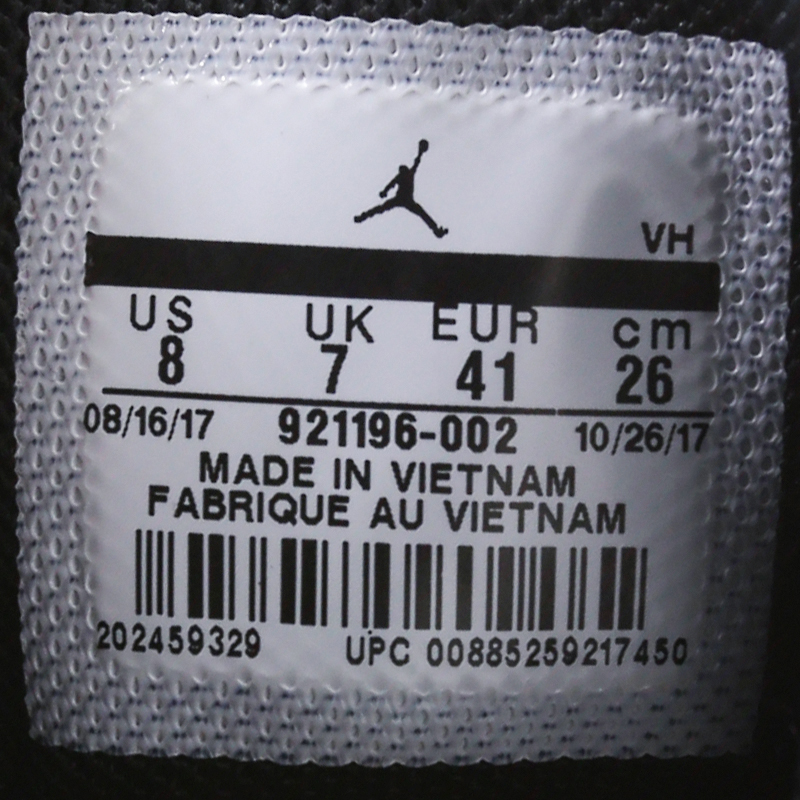 VH
US UK EUR cm
8 7 41 26
08/16/17 921196-002 10/26/17
MADE IN VIETNAM
FABRIQUE AU VIETNAM
202459329 UPC 00885259217450